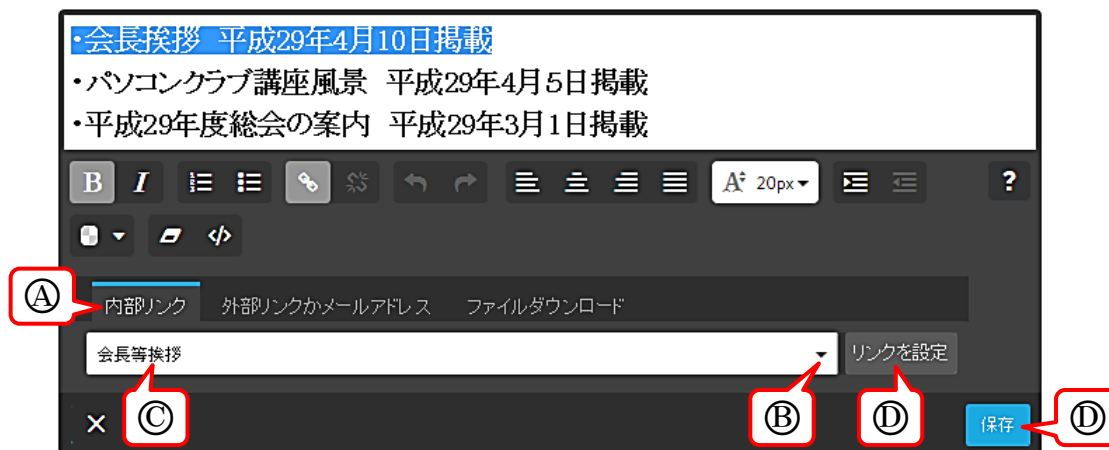 ・会長挨拶 平成29年4月10日掲載
・パソコンクラブ講座風景 平成29年4月5日掲載
・平成29年度総会の案内 平成29年3月1日掲載
B I A 20px ?
</>
Ⓐ 内部リンク 外部リンクかメールアドレス ファイルダウンロード
会長等挨拶 リンクを設定
× Ⓒ Ⓑ Ⓓ 保存 Ⓓ